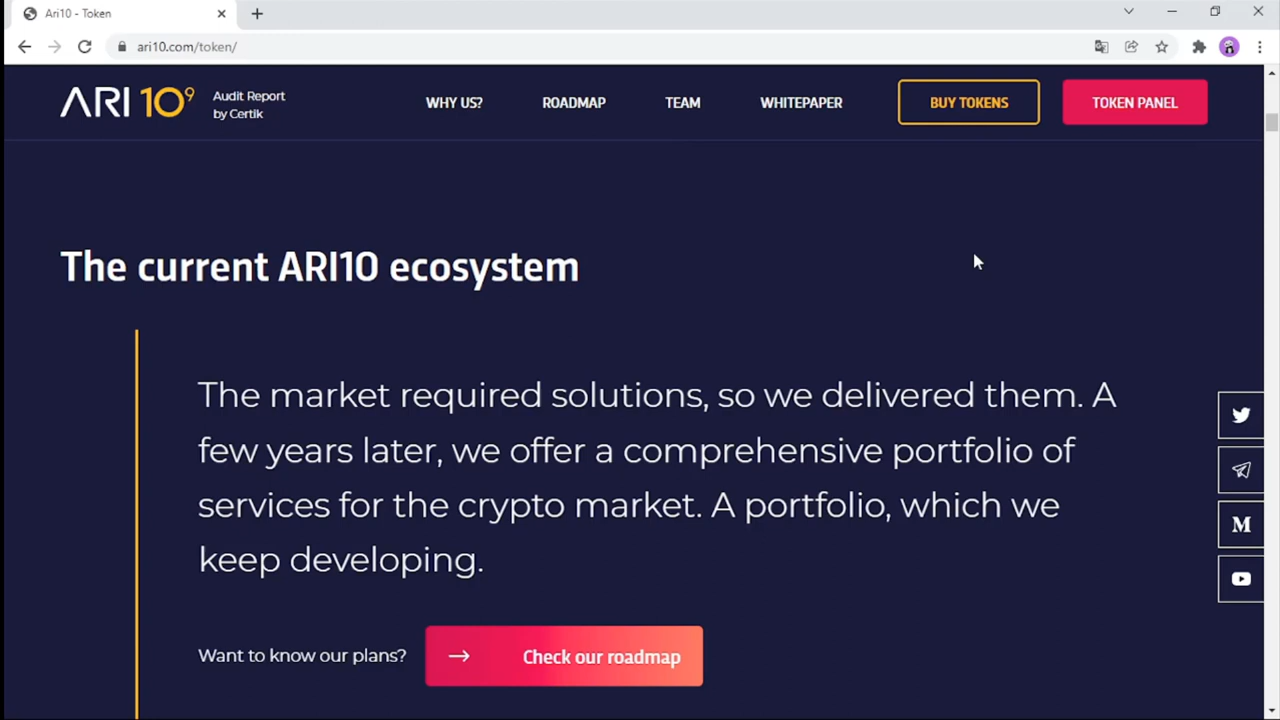 Ari10 - Token
ari10.com/token/
ARI 10⁹
Audit Report
by Certik
WHY US?
ROADMAP
TEAM
WHITEPAPER
BUY TOKENS
TOKEN PANEL
The current ARI10 ecosystem
The market required solutions, so we delivered them. A
few years later, we offer a comprehensive portfolio of
services for the crypto market. A portfolio, which we
keep developing.
Want to know our plans?
Check our roadmap